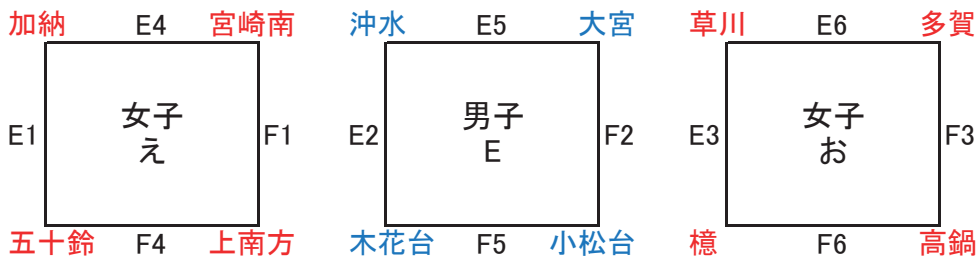 加納 E4 宮崎南 沖水 E5 大宮 草川 E6 多賀
女子 男子 女子
E1 F1 E2 F2 E3 F3
え E お
五十鈴 F4 上南方 木花台 F5 小松台 檍 F6 高鍋